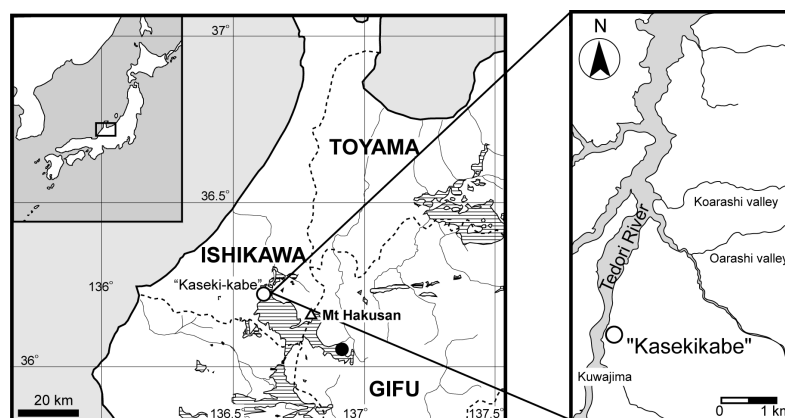 37°
TOYAMA
36.5°
ISHIKAWA
"Kaseki-kabe"
136°
Mt Hakusan
36°
GIFU
20 km
136.5°
137°
137.5°
N
Koarashi valley
Oarashi valley
Tedori River
"Kasekikabe"
Kuwajima
0 1 km